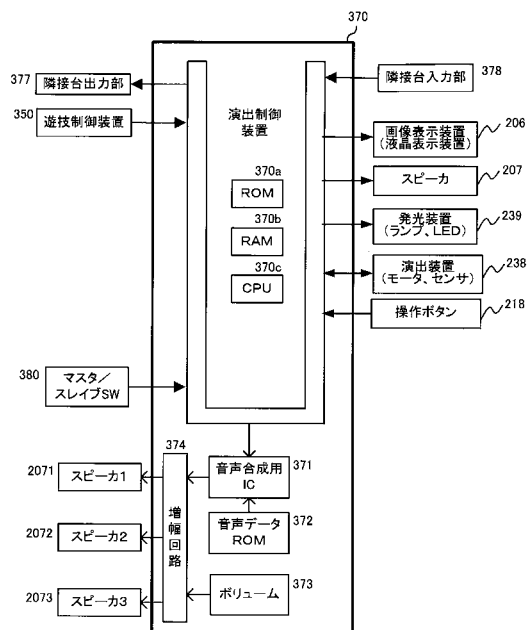 370
377
隣接台出力部
隣接台入力部
378
350
遊技制御装置
演出制御
装置
画像表示装置
(液晶表示装置)
206
370a
ROM
スピーカ
207
370b
RAM
発光装置
(ランプ、LED)
239
370c
CPU
演出装置
(モータ、センサ)
238
操作ボタン
218
380
マスタ/
スレイブSW
374
2071
スピーカ1
音声合成用
IC
371
2072
スピーカ2
増幅回路
音声データ
ROM
372
2073
スピーカ3
ボリューム
373